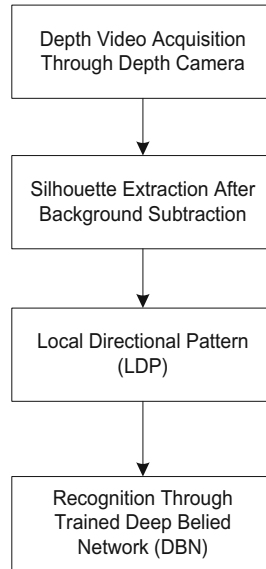 Depth Video Acquisition
Through Depth Camera
Silhouette Extraction After
Background Subtraction
Local Directional Pattern
(LDP)
Recognition Through
Trained Deep Belied
Network (DBN)